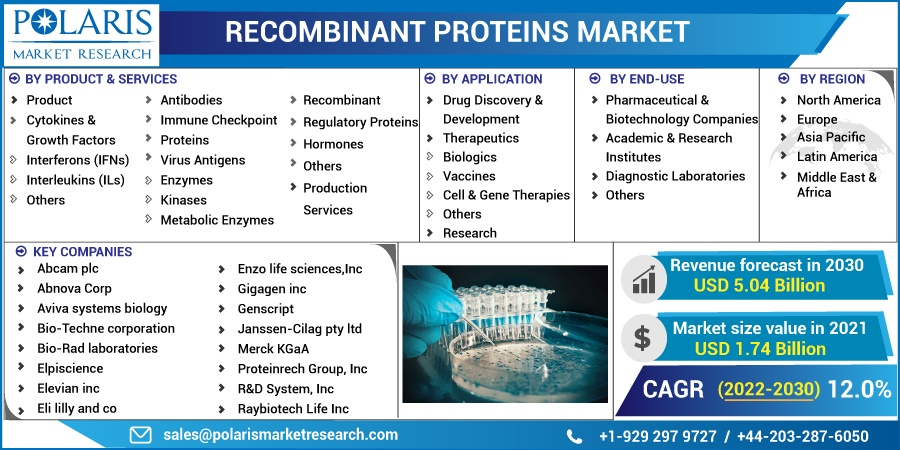 POLARIS
MARKET RESEARCH
RECOMBINANT PROTEINS MARKET
BY PRODUCT & SERVICES
Product
Cytokines &
Growth Factors
Interferons (IFNs)
Interleukins (ILs)
Others
Antibodies
Immune Checkpoint
Proteins
Virus Antigens
Enzymes
Kinases
Metabolic Enzymes
Recombinant
Regulatory Proteins
Hormones
Others
Production
Services
BY APPLICATION
Drug Discovery &
Development
Therapeutics
Biologics
Vaccines
Cell & Gene Therapies
Others
Research
BY END-USE
Pharmaceutical &
Biotechnology Companies
Academic & Research
Institutes
Diagnostic Laboratories
Others
BY REGION
North America
Europe
Asia Pacific
Latin America
Middle East &
Africa
KEY COMPANIES
Abcam plc
Abnova Corp
Aviva systems biology
Bio-Techne corporation
Bio-Rad laboratories
Elpiscience
Elevian inc
Eli lilly and co
Enzo life sciences,Inc
Gigagen inc
Genscript
Janssen-Cilag pty ltd
Merck KGaA
Proteinrech Group, Inc
R&D System, Inc
Raybiotech Life Inc
Revenue forecast in 2030
USD 5.04 Billion
$
Market size value in 2021
USD 1.74 Billion
CAGR (2022-2030) 12.0%
sales@polarismarketresearch.com
+1-929 297 9727 / +44-203-287-6050